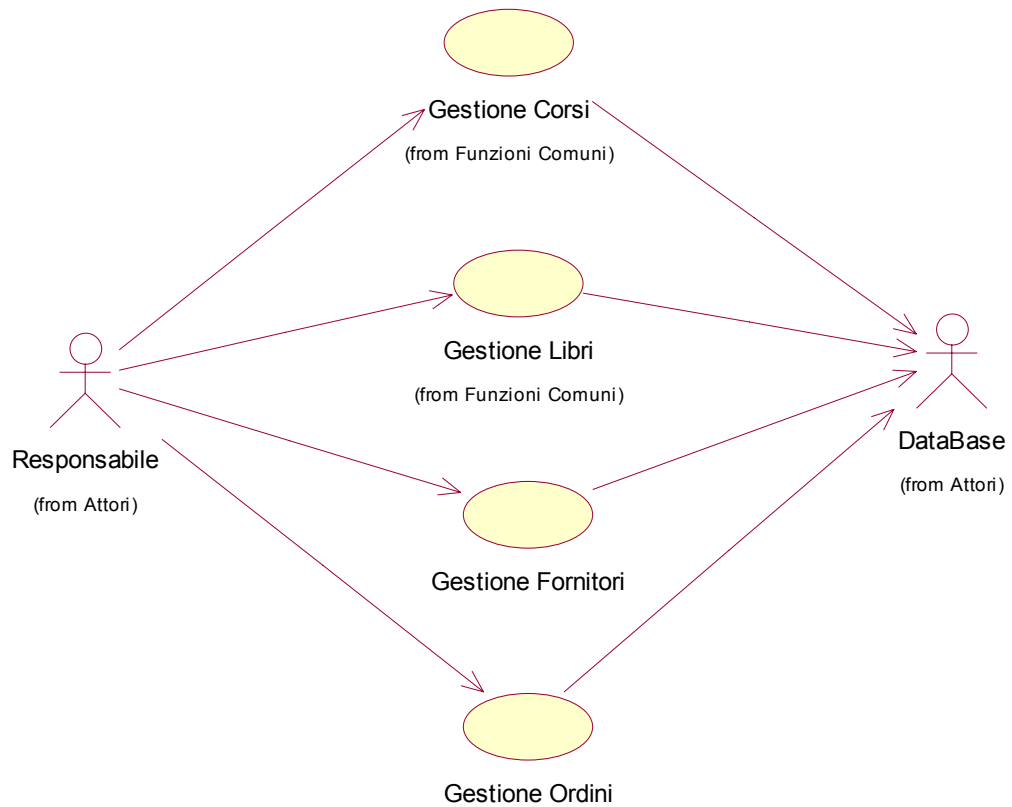 Gestione Corsi
(from Funzioni Comuni)
Gestione Libri
(from Funzioni Comuni)
Responsabile
(from Attori)
DataBase
(from Attori)
Gestione Fornitori
Gestione Ordini